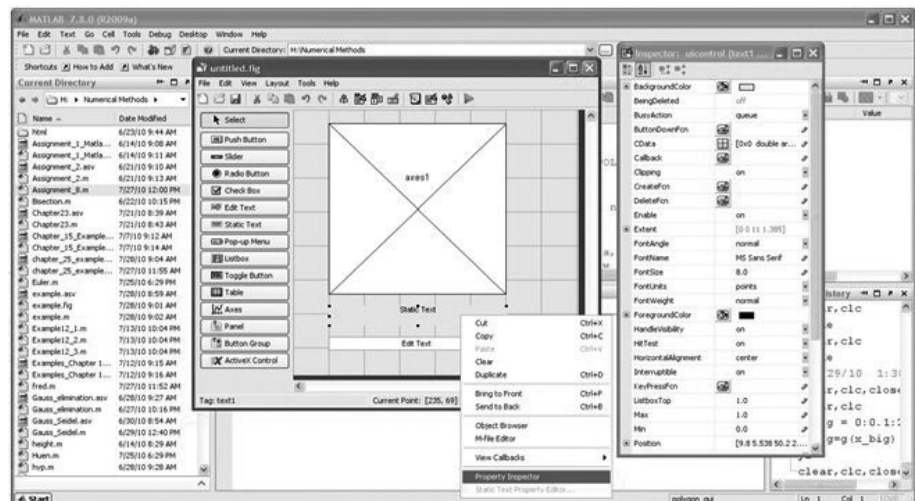 MATLAB 7.8.0 (R2009a)
File Edit Text Go Cell Tools Debug Desktop Window Help
Current Directory: H:\Numerical Methods
Shortcuts How to Add What's New
Current Directory
H: Numerical Methods
Name Date Modified
html 6/23/10 9:44 AM
Assignment_1_Matla... 6/14/10 9:08 AM
Assignment_1_Matla... 6/14/10 9:11 AM
Assignment_2.asv 6/21/10 9:10 AM
Assignment_2.m 6/21/10 9:13 AM
Assignment_8.m 7/27/10 12:00 PM
Bisection.m 6/22/10 10:15 PM
Chapter23.asv 7/21/10 8:39 AM
Chapter23.m 7/21/10 8:43 AM
Chapter_15_Example... 7/7/10 9:12 AM
Chapter_15_Example... 7/7/10 9:14 AM
chapter_25_example... 7/28/10 9:04 AM
chapter_25_example... 7/27/10 11:55 AM
Euler.m 7/25/10 6:29 PM
example.asv 7/28/10 8:59 AM
example.fig 7/28/10 9:01 AM
example.m 7/28/10 9:02 AM
Example12_1.m 7/13/10 10:04 PM
Example12_2.m 7/13/10 10:04 PM
Example12_3.m 7/13/10 10:04 PM
Examples_Chapter 1... 7/12/10 9:15 AM
Examples_Chapter 1... 7/12/10 9:16 AM
fred.m 7/27/10 11:52 AM
Gauss_elimination.asv 6/28/10 9:27 AM
Gauss_elimination.m 6/27/10 10:16 PM
Gauss_Seidel.asv 6/30/10 8:54 AM
Gauss_Seidel.m 6/29/10 12:40 PM
height.m 6/14/10 8:29 AM
Huen.m 7/25/10 6:29 PM
hyp.m 6/28/10 9:28 AM
Start
untitled.fig
File Edit View Layout Tools Help
Select
Push Button
Slider
Radio Button
Check Box
Edit Text
Static Text
Pop-up Menu
Listbox
Toggle Button
Table
Axes
Panel
Button Group
ActiveX Control
axes1
Static Text
Edit Text
Tag: text1 Current Point: [235, 69]
Cut Ctrl+X
Copy Ctrl+C
Paste Ctrl+V
Clear
Duplicate Ctrl+D
Bring to Front Ctrl+F
Send to Back Ctrl+B
Object Browser
M-file Editor
View Callbacks
Property Inspector
Static Text Property Editor...
Inspector: uicontrol (text1 ...
BackgroundColor
BeingDeleted off
BusyAction queue
ButtonDownFcn
CData [0x0 double ar...
Callback
Clipping on
CreateFcn
DeleteFcn
Enable on
Extent [0 0 11 1.385]
FontAngle normal
FontName MS Sans Serif
FontSize 8.0
FontUnits points
FontWeight normal
ForegroundColor
HandleVisibility on
HitTest on
HorizontalAlignment center
Interruptible on
KeyPressFcn
ListboxTop 1.0
Max 1.0
Min 0.0
Position [9.8 5.538 50.2 2....
Value
istory
r,clc
29/10 1:3
r,clc,close
r,clc
g = 0:0.1:
g=g(x_big)
clear,clc,close
polygon_gui Ln 1 Col 1